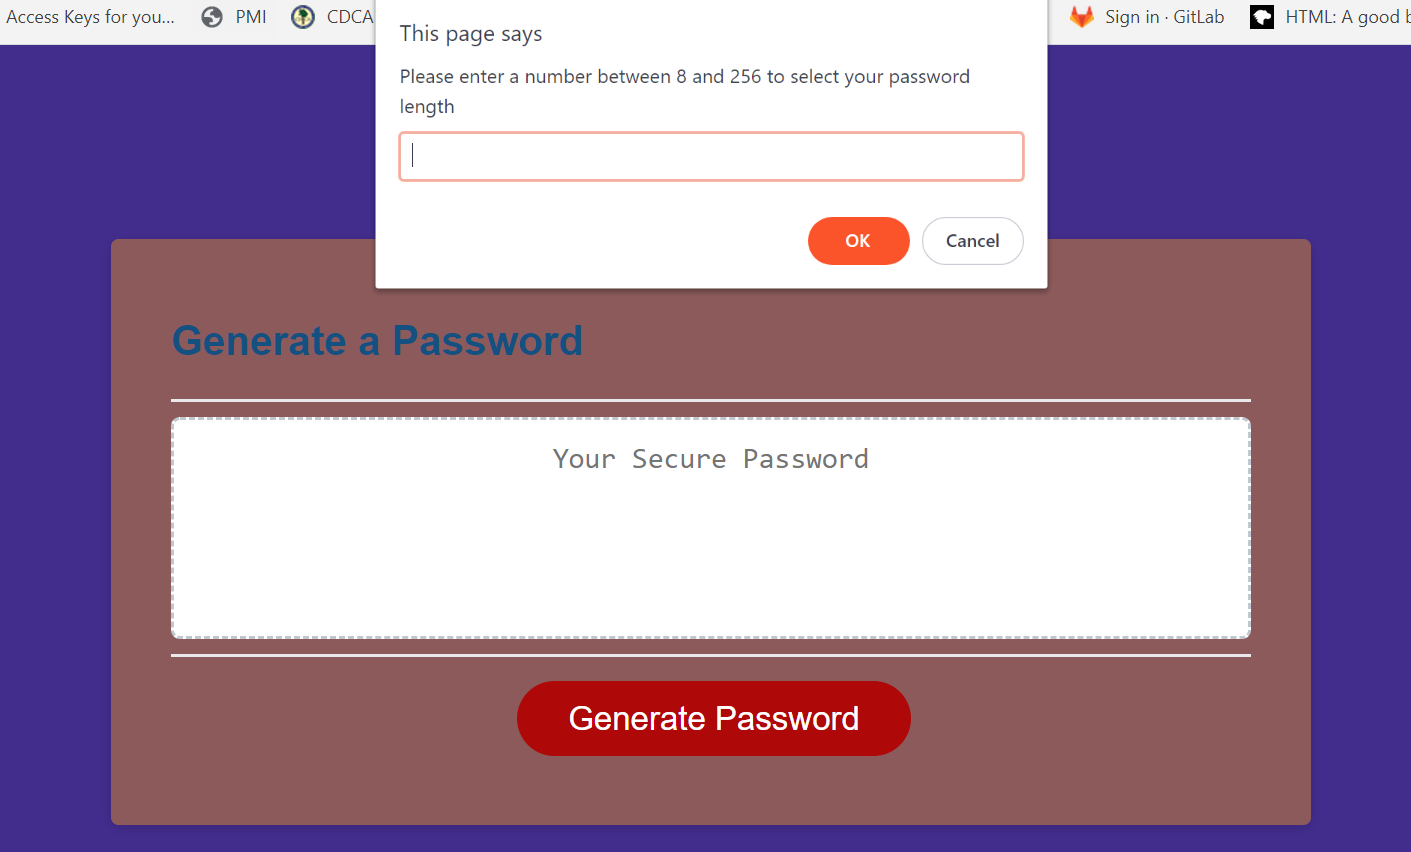 Access Keys for you... PMI CDCA Sign in · GitLab HTML: A good
This page says
Please enter a number between 8 and 256 to select your password
length
OK Cancel
Generate a Password
Your Secure Password
Generate Password